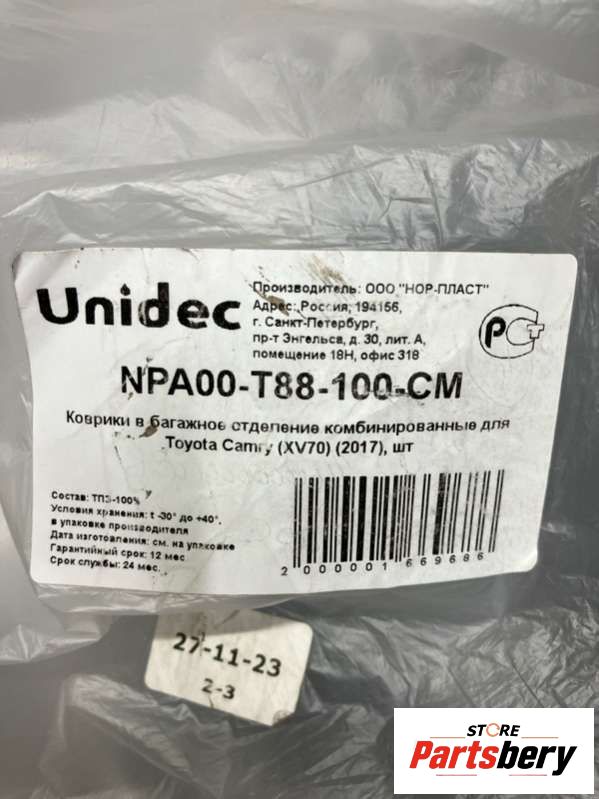 Unidec
Производитель: ООО "НОР-ПЛАСТ"
Адрес: Россия, 194156,
г. Санкт-Петербург,
пр-т Энгельса, д. 30, лит. А,
помещение 18Н, офис 318
РСТ
NPA00-T88-100-CM
Коврики в багажное отделение комбинированные для
Toyota Camry (XV70) (2017), шт
Состав: ТПЭ-100%
Условия хранения: t -30° до +40°.
в упаковке производителя
Дата изготовления: см. на упаковке
Гарантийный срок: 12 мес
Срок службы: 24 мес.
2000001669686
27-11-23
2-3
STORE
Partsbery